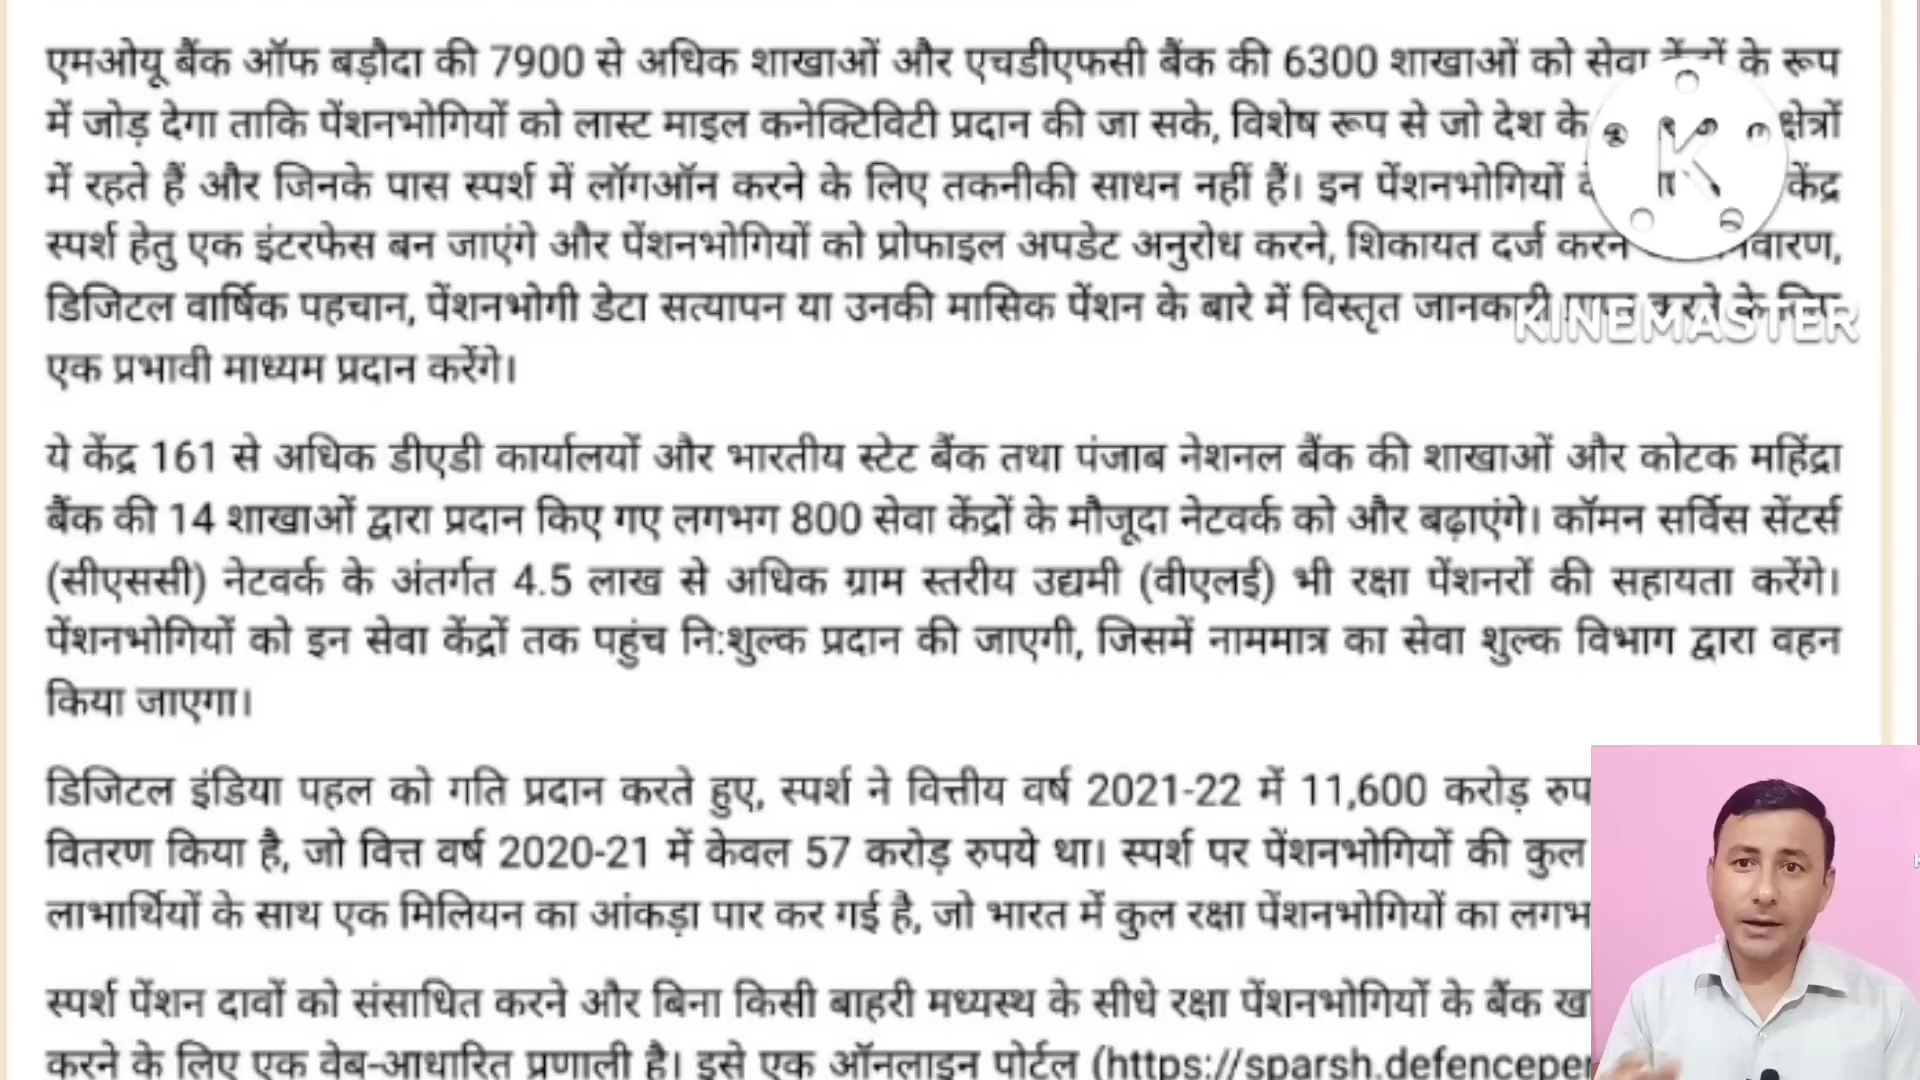 एमओयू बैंक ऑफ बड़ौदा की 7900 से अधिक शाखाओं और एचडीएफसी बैंक की 6300 शाखाओं को सेवा के रूप
में जोड़ देगा ताकि पेंशनभोगियों को लास्ट माइल कनेक्टिविटी प्रदान की जा सके, विशेष रूप से जो देश के क्षेत्रों
में रहते हैं और जिनके पास स्पर्श में लॉगऑन करने के लिए तकनीकी साधन नहीं हैं। इन पेंशनभोगियों केंद्र
स्पर्श हेतु एक इंटरफेस बन जाएंगे और पेंशनभोगियों को प्रोफाइल अपडेट अनुरोध करने, शिकायत दर्ज करने
डिजिटल वार्षिक पहचान, पेंशनभोगी डेटा सत्यापन या उनकी मासिक पेंशन के बारे में विस्तृत जानकारी करने के लिए
KINEMASTER
एक प्रभावी माध्यम प्रदान करेंगे।
ये केंद्र 161 से अधिक डीएडी कार्यालयों और भारतीय स्टेट बैंक तथा पंजाब नेशनल बैंक की शाखाओं और कोटक महिंद्रा
बैंक की 14 शाखाओं द्वारा प्रदान किए गए लगभग 800 सेवा केंद्रों के मौजूदा नेटवर्क को और बढ़ाएंगे। कॉमन सर्विस सेंटर्स
(सीएससी) नेटवर्क के अंतर्गत 4.5 लाख से अधिक ग्राम स्तरीय उद्यमी (वीएलई) भी रक्षा पेंशनरों की सहायता करेंगे।
पेंशनभोगियों को इन सेवा केंद्रों तक पहुंच नि:शुल्क प्रदान की जाएगी, जिसमें नाममात्र का सेवा शुल्क विभाग द्वारा वहन
किया जाएगा।
डिजिटल इंडिया पहल को गति प्रदान करते हुए, स्पर्श ने वित्तीय वर्ष 2021-22 में 11,600 करोड़ रुप
वितरण किया है, जो वित्त वर्ष 2020-21 में केवल 57 करोड़ रुपये था। स्पर्श पर पेंशनभोगियों की कुल
लाभार्थियों के साथ एक मिलियन का आंकड़ा पार कर गई है, जो भारत में कुल रक्षा पेंशनभोगियों का लगभ
स्पर्श पेंशन दावों को संसाधित करने और बिना किसी बाहरी मध्यस्थ के सीधे रक्षा पेंशनभोगियों के बैंक ख
करने के लिए एक वेब-आधारित प्रणाली है। इसे एक ऑनलाइन पोर्टल (https://sparsh.defencepen